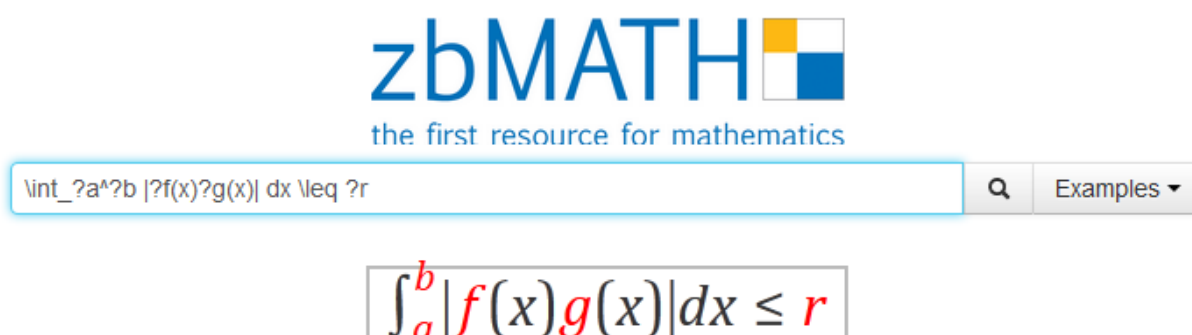 zbMATH
the first resource for mathematics
\int_?a^?b |?f(x)?g(x)| dx \leq ?r Examples
∫_a^b |f(x)g(x)|dx ≤ r